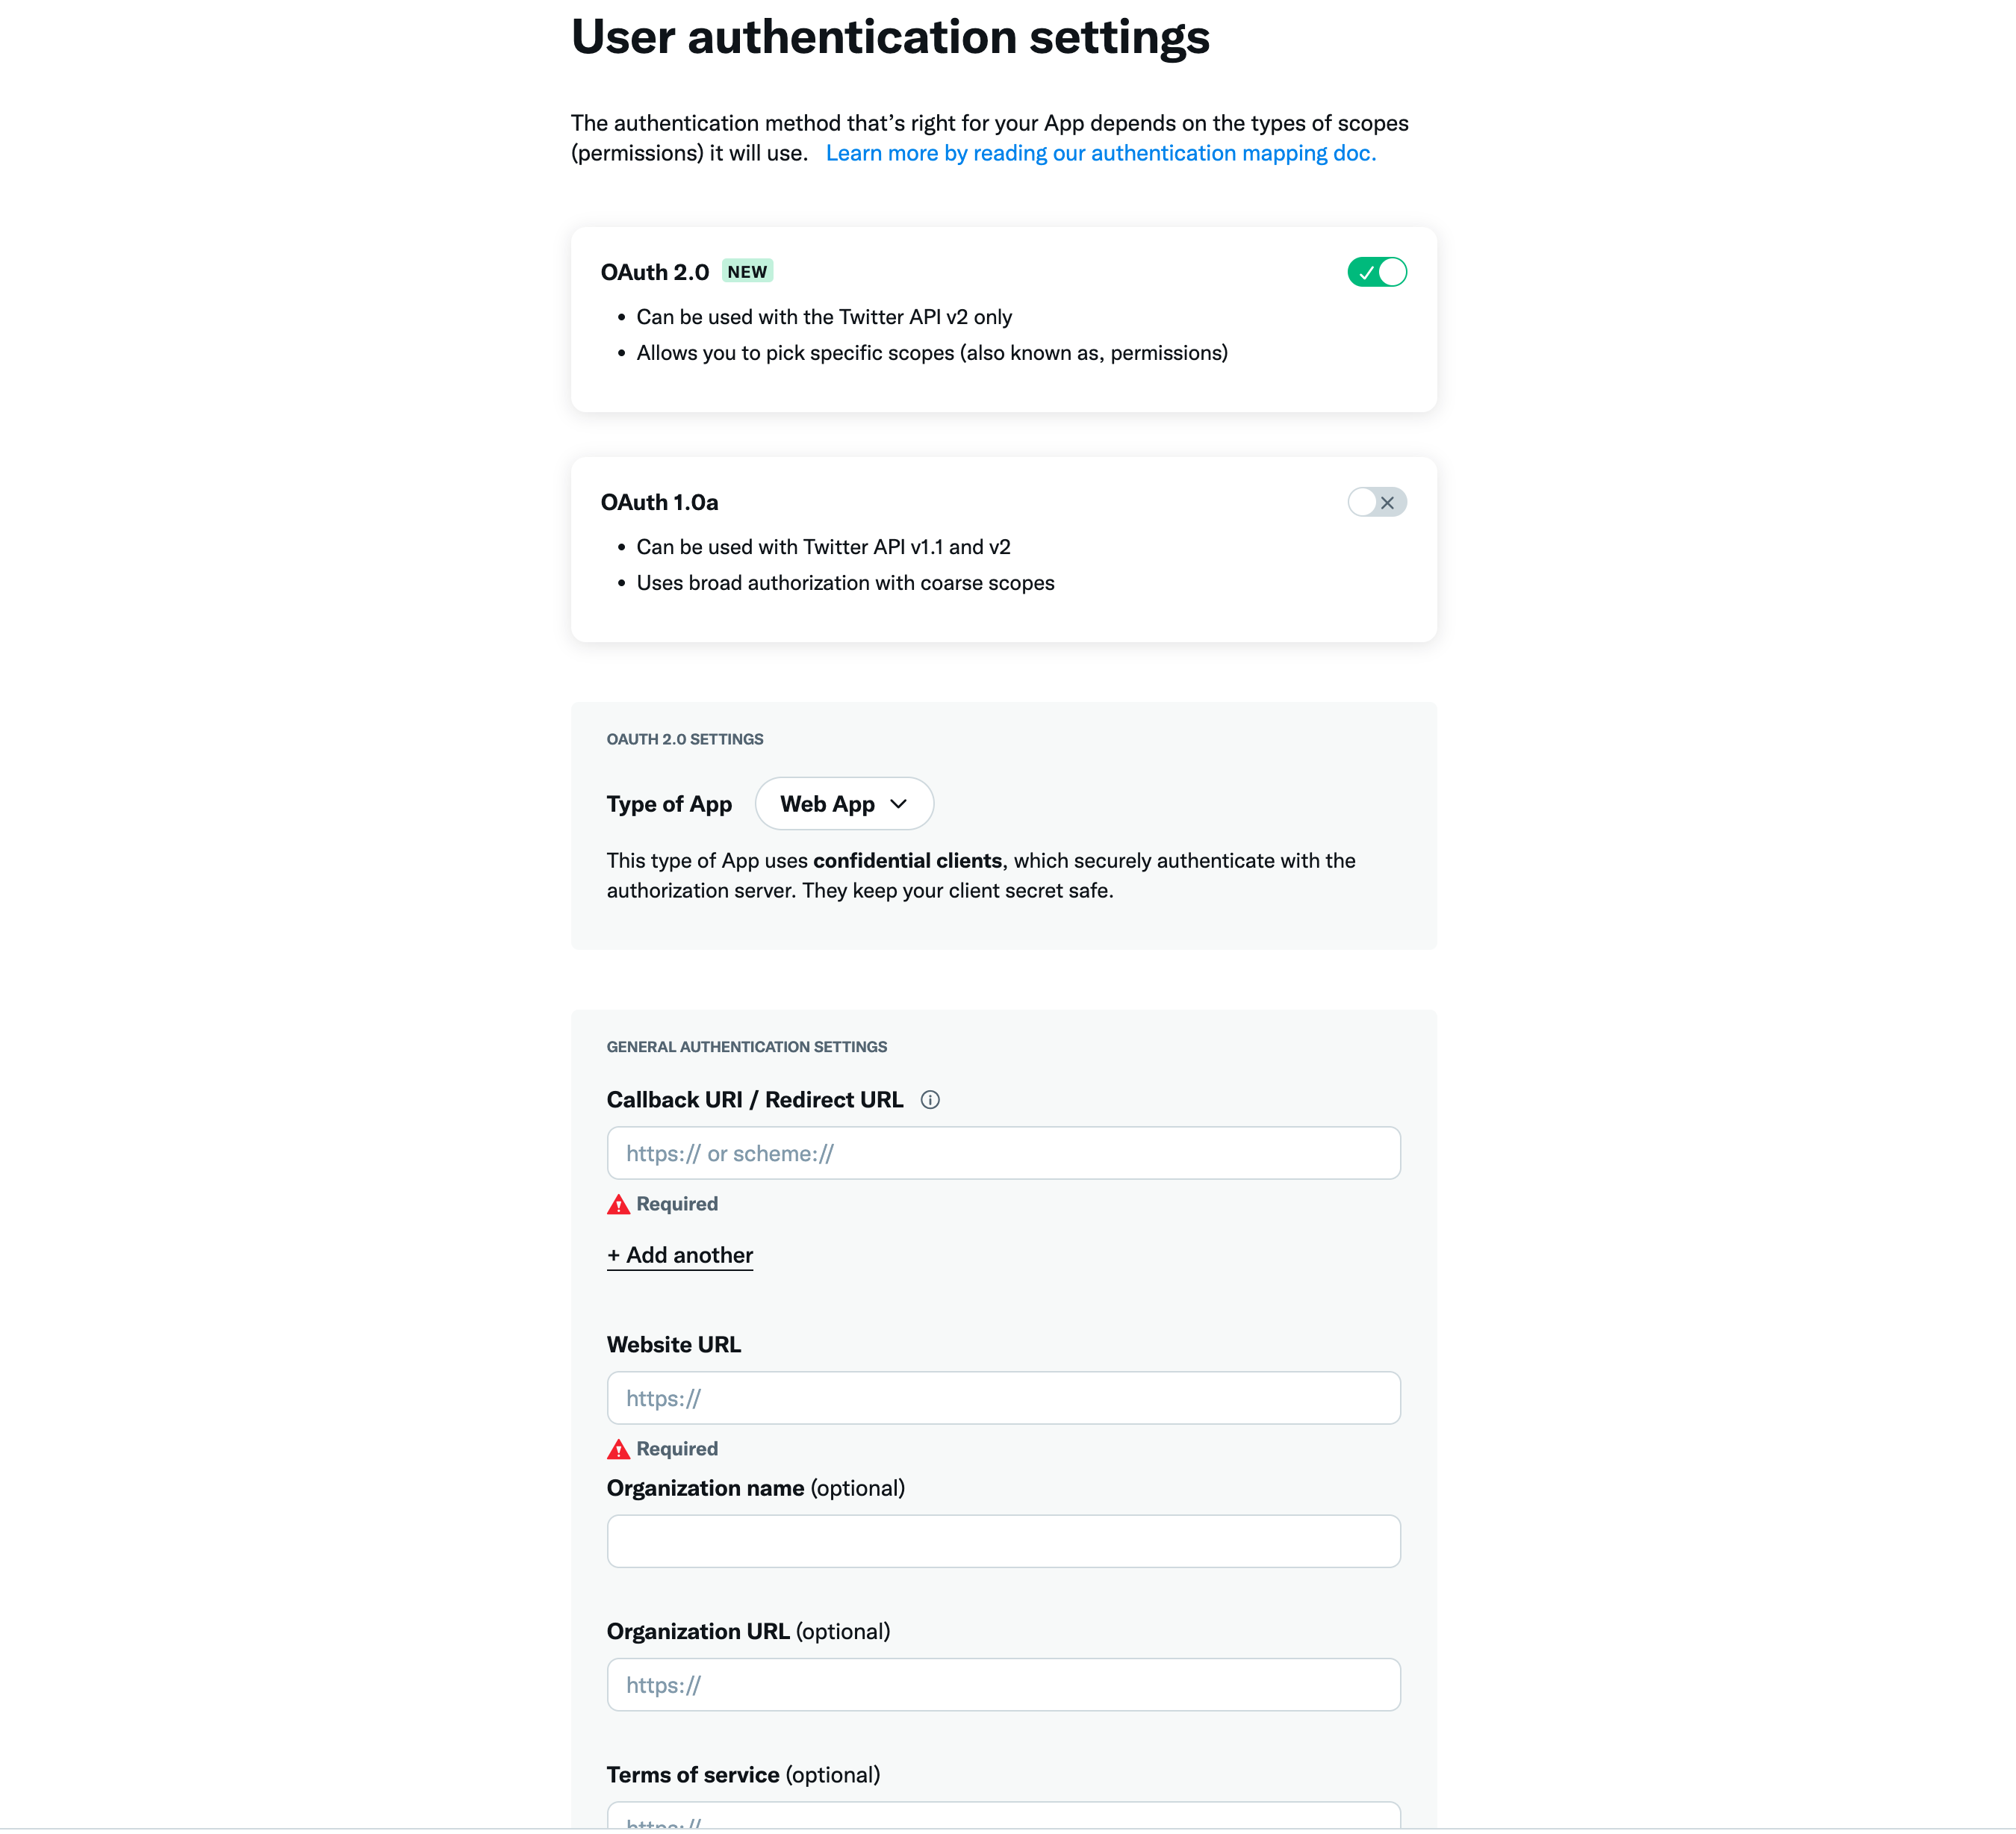 User authentication settings
The authentication method that’s right for your App depends on the types of scopes
(permissions) it will use. Learn more by reading our authentication mapping doc.
OAuth 2.0 NEW
• Can be used with the Twitter API v2 only
• Allows you to pick specific scopes (also known as, permissions)
OAuth 1.0a
• Can be used with Twitter API v1.1 and v2
• Uses broad authorization with coarse scopes
OAUTH 2.0 SETTINGS
Type of App Web App
This type of App uses confidential clients, which securely authenticate with the
authorization server. They keep your client secret safe.
GENERAL AUTHENTICATION SETTINGS
Callback URI / Redirect URL
https:// or scheme://
Required
+ Add another
Website URL
https://
Required
Organization name (optional)
Organization URL (optional)
https://
Terms of service (optional)
https://